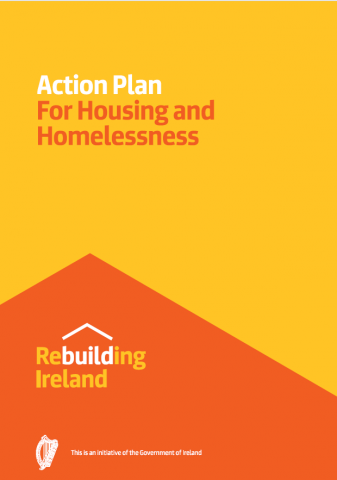 Action Plan
For Housing and
Homelessness
Rebuilding
Ireland
This is an initiative of the Government of Ireland